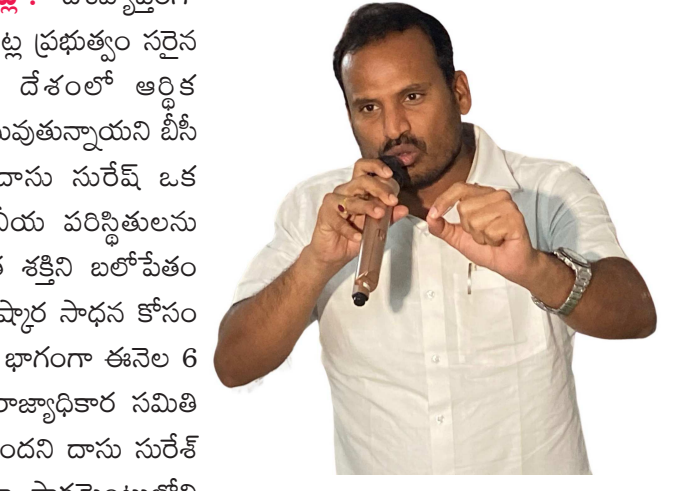 ట్ల ప్రభుత్వం సరైన
దేశంలో ఆర్థిక
వుతున్నాయని బీసీ
దాసు సురేష్ ఒక
పరిస్థితులను
శక్తిని బలోపేతం
ష్కార సాధన కోసం
భాగంగా ఈనెల 6
రాజ్యాధికార సమితి
ందని దాసు సురేశ్